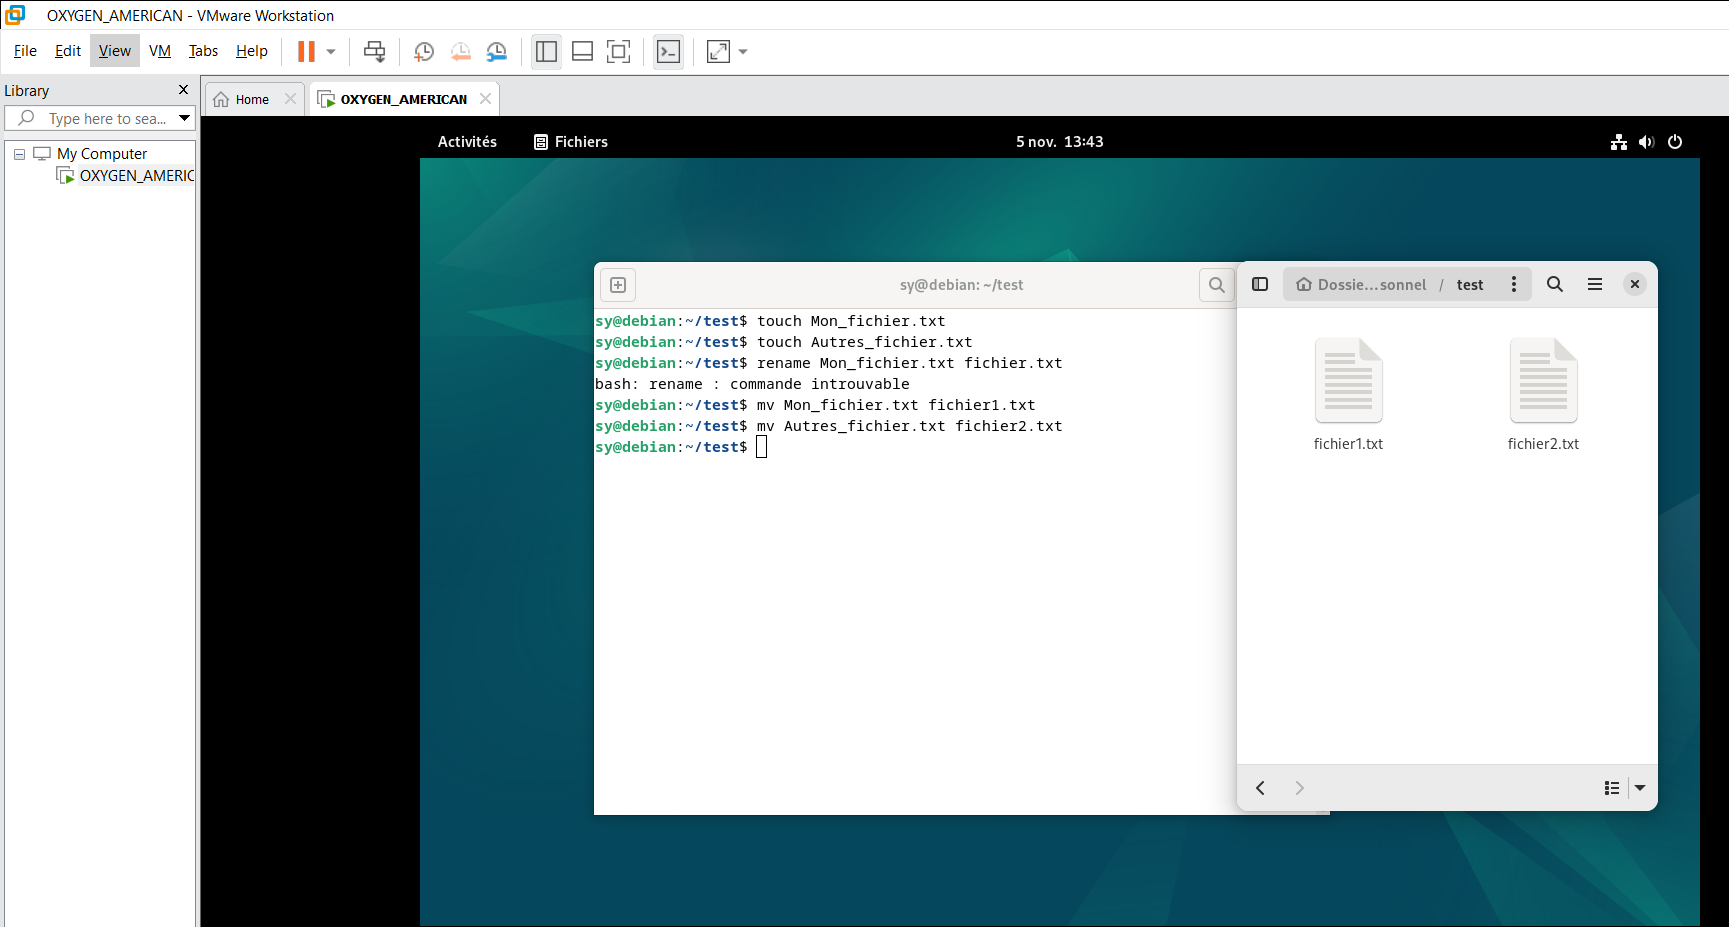 OXYGEN_AMERICAN - VMware Workstation
File Edit View VM Tabs Help
Library
Type here to sea...
My Computer
OXYGEN_AMERIC
Home
OXYGEN_AMERICAN
Activités
Fichiers
5 nov. 13:43
sy@debian: ~/test
sy@debian:~/test$ touch Mon_fichier.txt
sy@debian:~/test$ touch Autres_fichier.txt
sy@debian:~/test$ rename Mon_fichier.txt fichier.txt
bash: rename : commande introuvable
sy@debian:~/test$ mv Mon_fichier.txt fichier1.txt
sy@debian:~/test$ mv Autres_fichier.txt fichier2.txt
sy@debian:~/test$
Dossie…sonnel / test
fichier1.txt
fichier2.txt